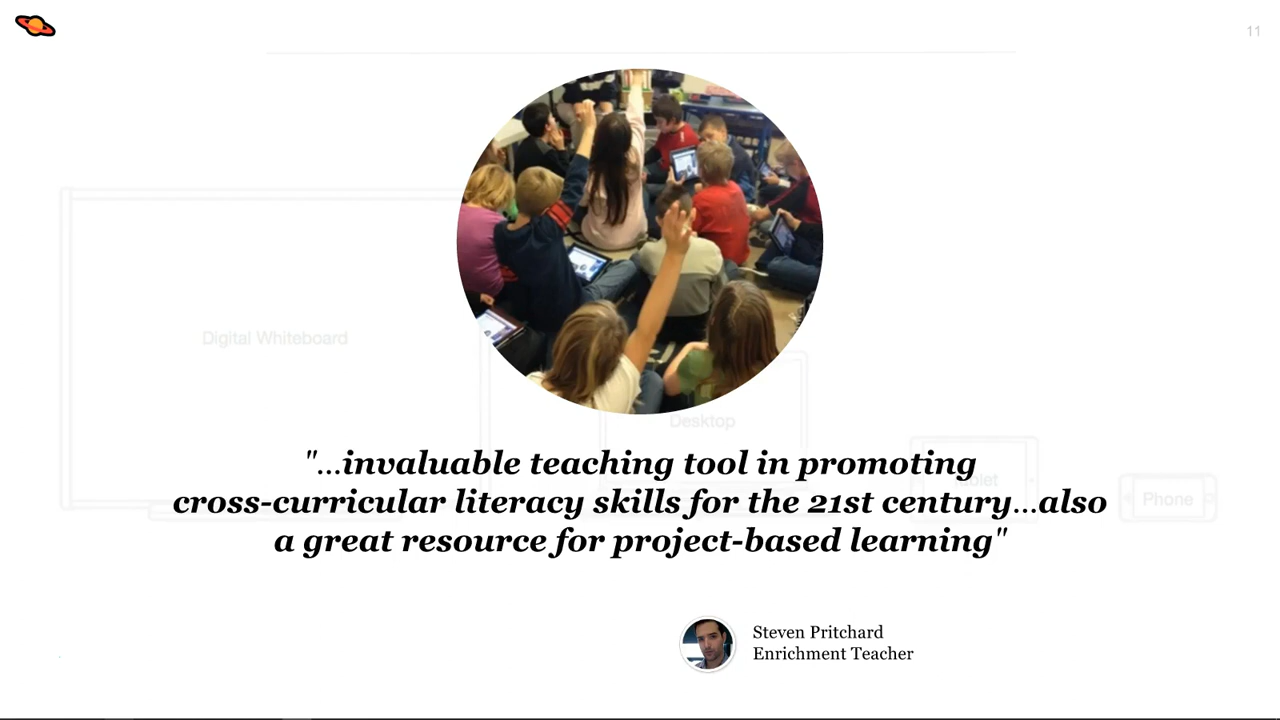 11
Digital Whiteboard
Desktop
"...invaluable teaching tool in promoting
cross-curricular literacy skills for the 21st century...also
a great resource for project-based learning"
Phone
Steven Pritchard
Enrichment Teacher